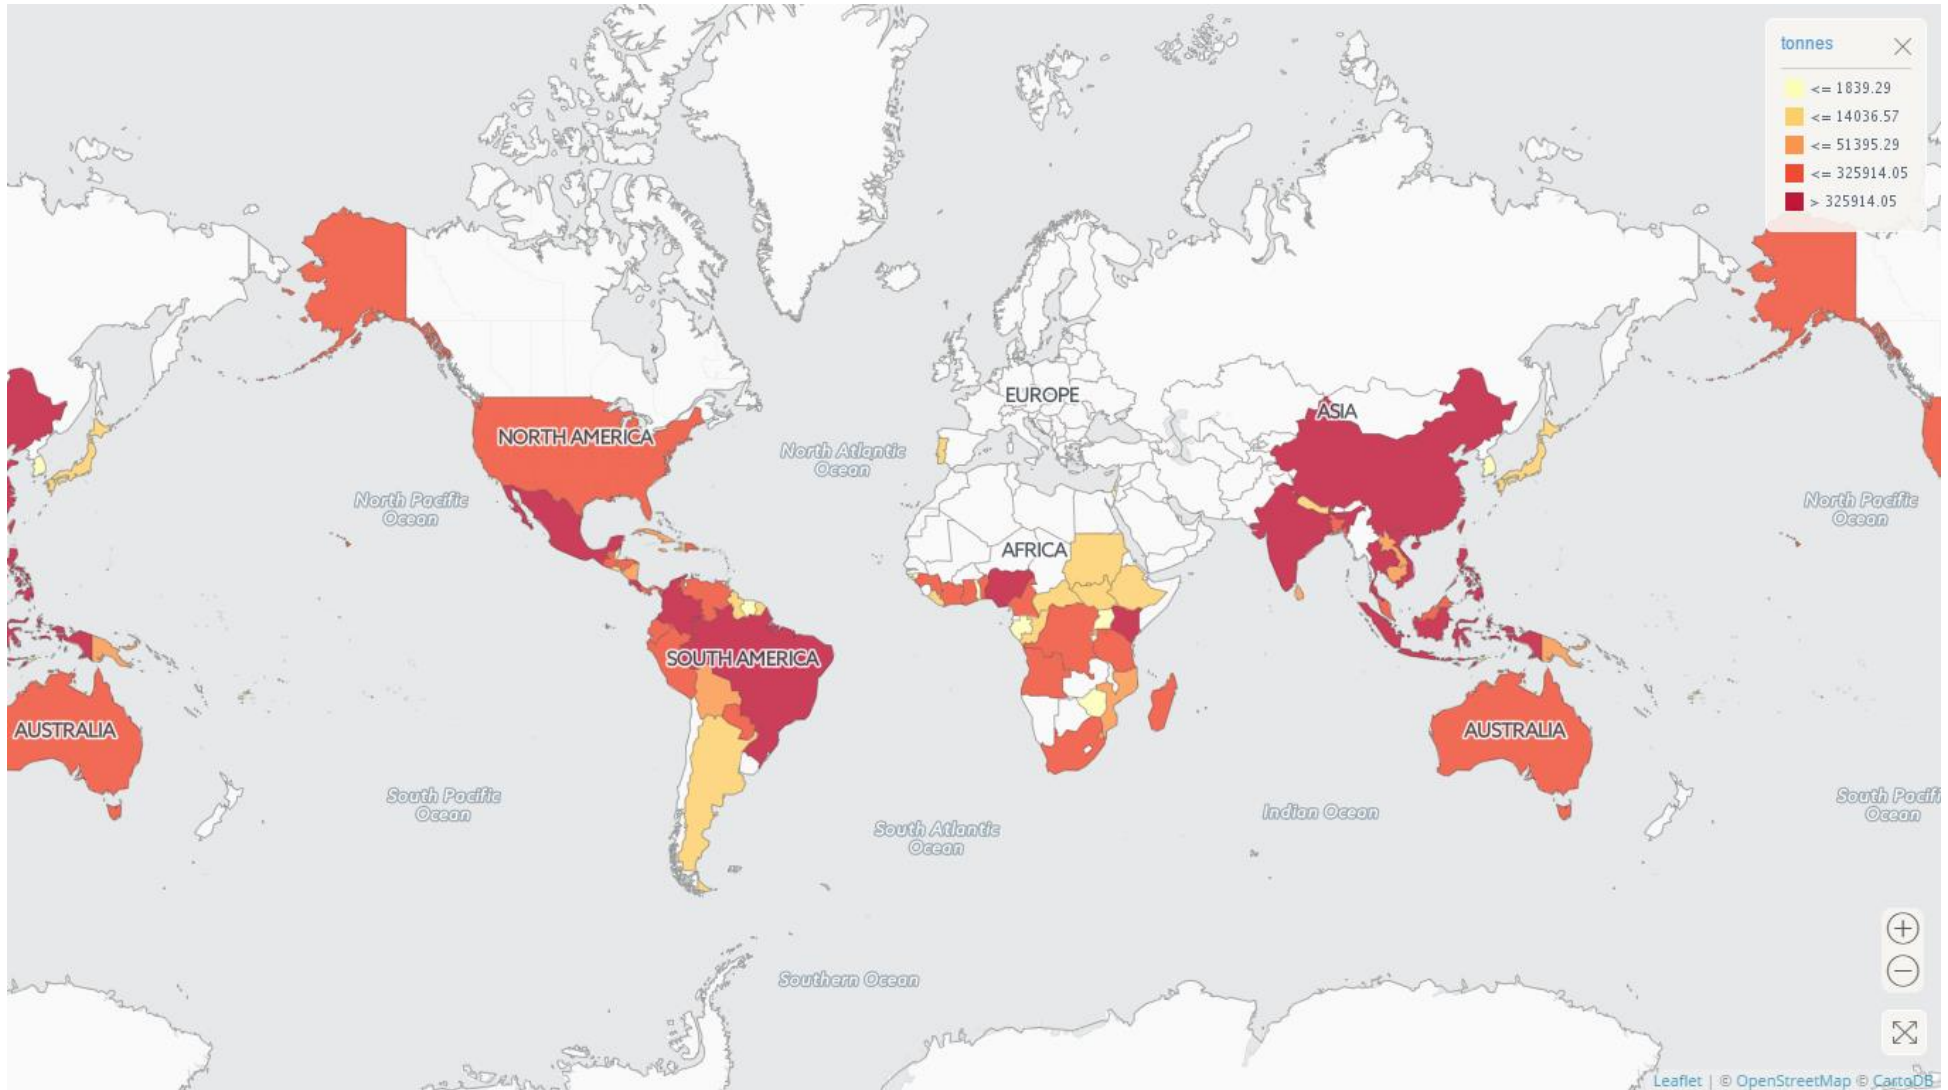 tonnes
<= 1839.29
<= 14036.57
<= 51395.29
<= 325914.05
> 325914.05
EUROPE
ASIA
NORTH AMERICA
North Atlantic
Ocean
North Pacific
Ocean
North Pacific
Ocean
AFRICA
SOUTH AMERICA
AUSTRALIA
AUSTRALIA
South Pacific
Ocean
South Atlantic
Ocean
Indian Ocean
South Pacifi
Ocean
Southern Ocean
Leaflet | © OpenStreetMap © CartoDB